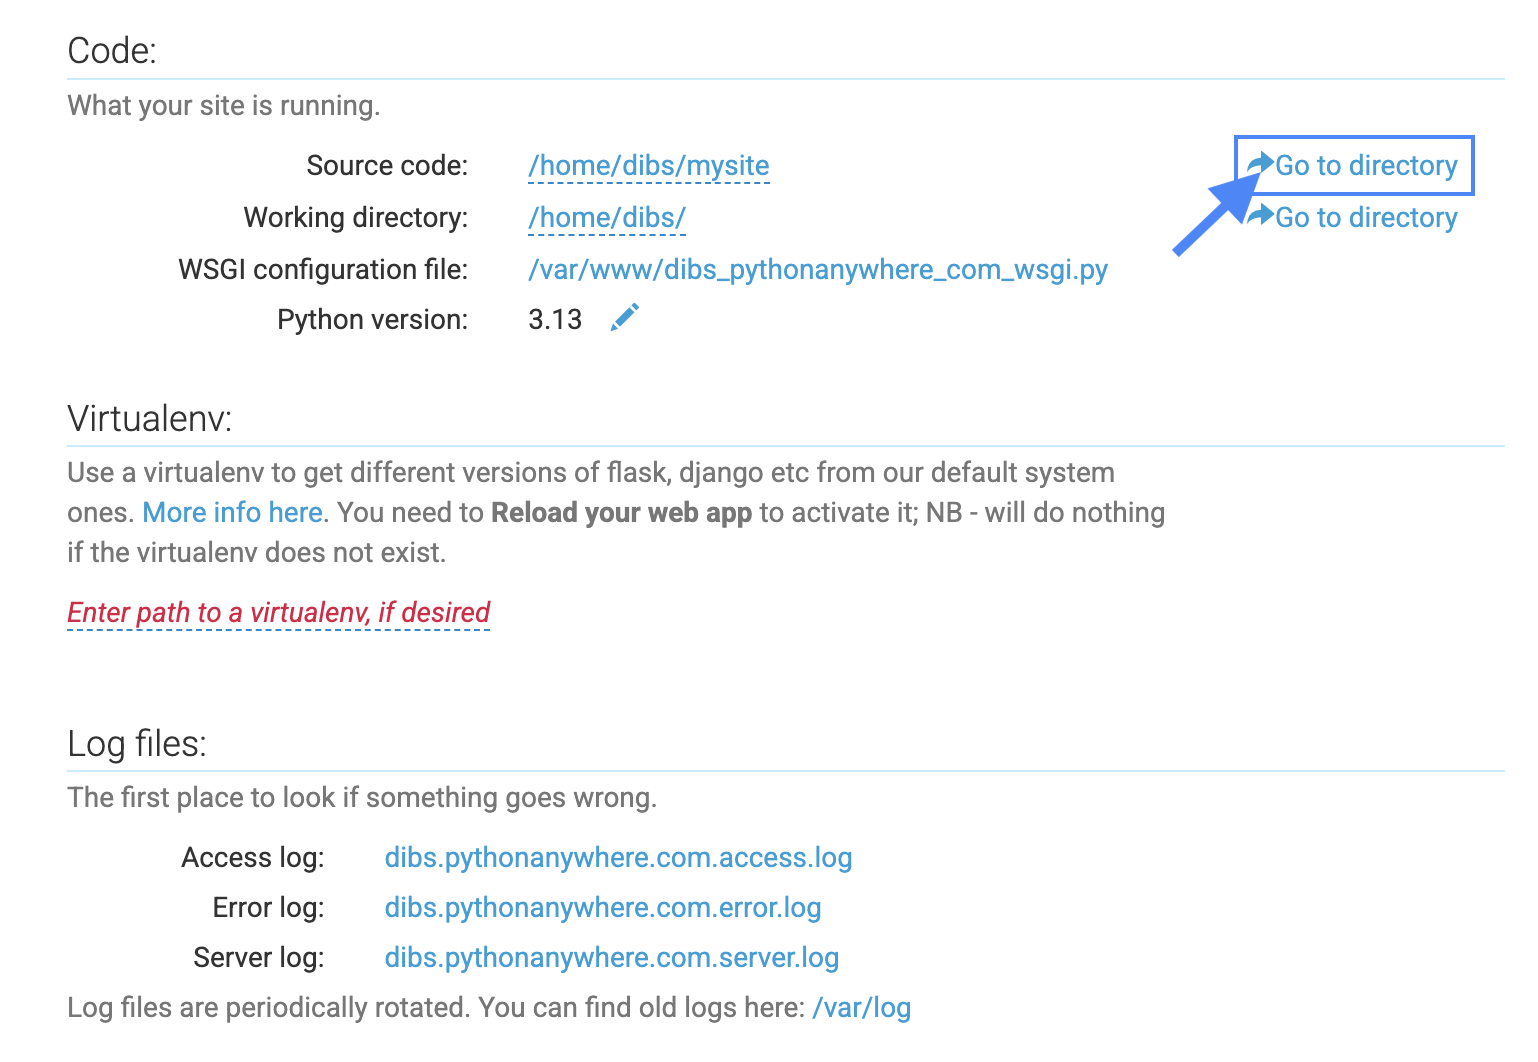 Code:
What your site is running.
Source code: /home/dibs/mysite Go to directory
Working directory: /home/dibs/ Go to directory
WSGI configuration file: /var/www/dibs_pythonanywhere_com_wsgi.py
Python version: 3.13
Virtualenv:
Use a virtualenv to get different versions of flask, django etc from our default system
ones. More info here. You need to Reload your web app to activate it; NB - will do nothing
if the virtualenv does not exist.
Enter path to a virtualenv, if desired
Log files:
The first place to look if something goes wrong.
Access log: dibs.pythonanywhere.com.access.log
Error log: dibs.pythonanywhere.com.error.log
Server log: dibs.pythonanywhere.com.server.log
Log files are periodically rotated. You can find old logs here: /var/log